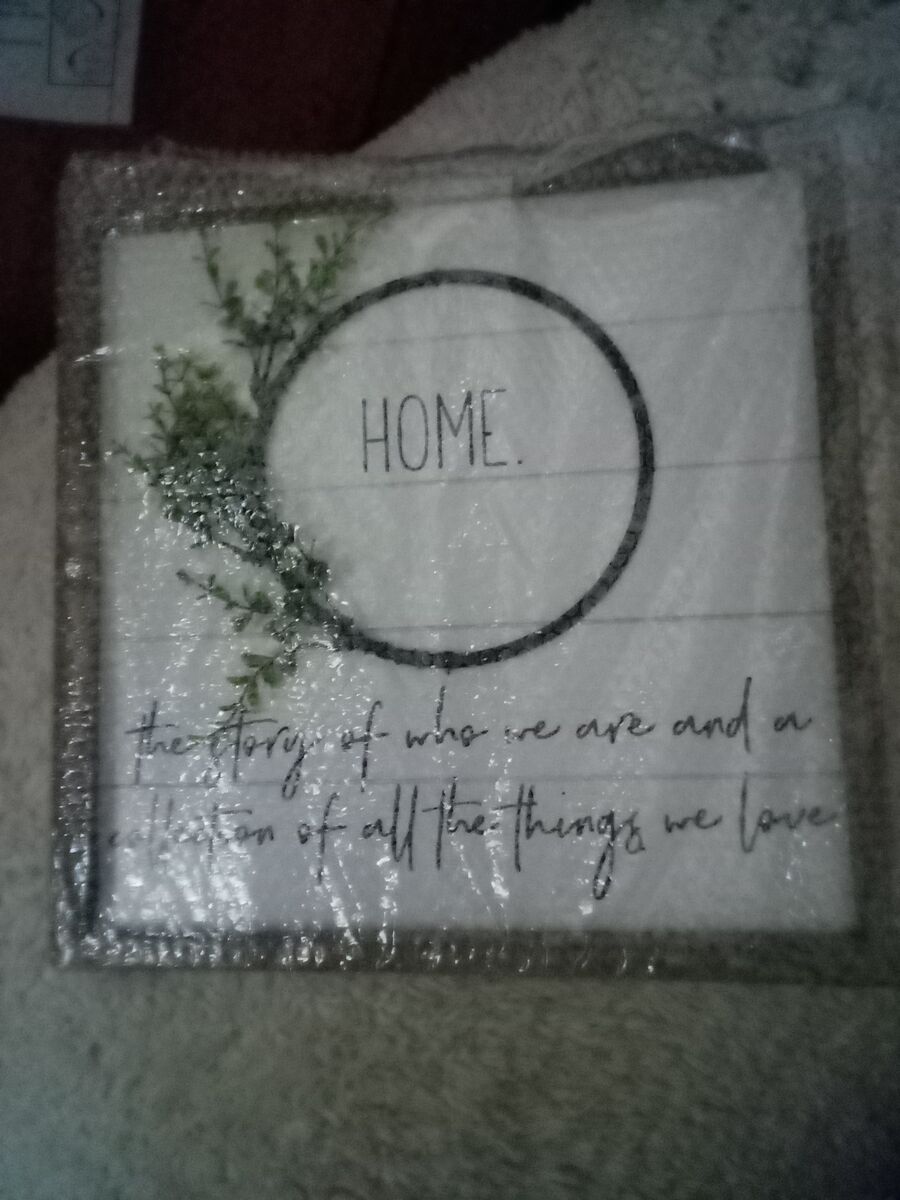 HOME.
the story of who we are and a
collection of all the things we love